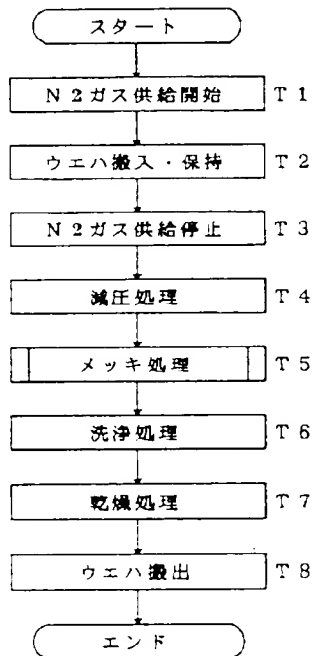 スタート
N2ガス供給開始 T1
ウエハ搬入・保持 T2
N2ガス供給停止 T3
減圧処理 T4
メッキ処理 T5
洗浄処理 T6
乾燥処理 T7
ウエハ搬出 T8
エンド